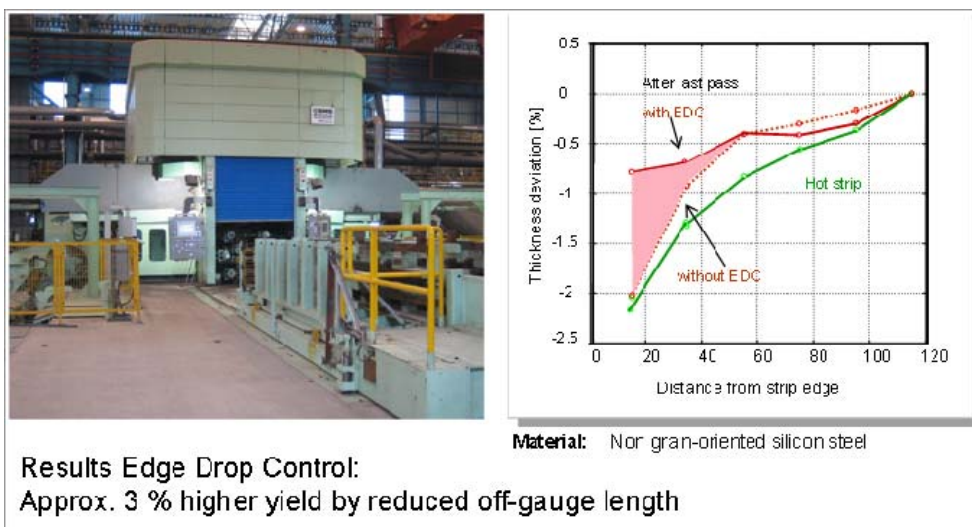 0.5
0
-0.5
-1
-1.5
-2
-2.5
0 20 40 60 80 100 120
Thickness deviation [%]
After ast pass
with EDC
Hot strip
without EDC
Distance from strip edge
Material: Non gran-oriented silicon steel
Results Edge Drop Control:
Approx. 3 % higher yield by reduced off-gauge length